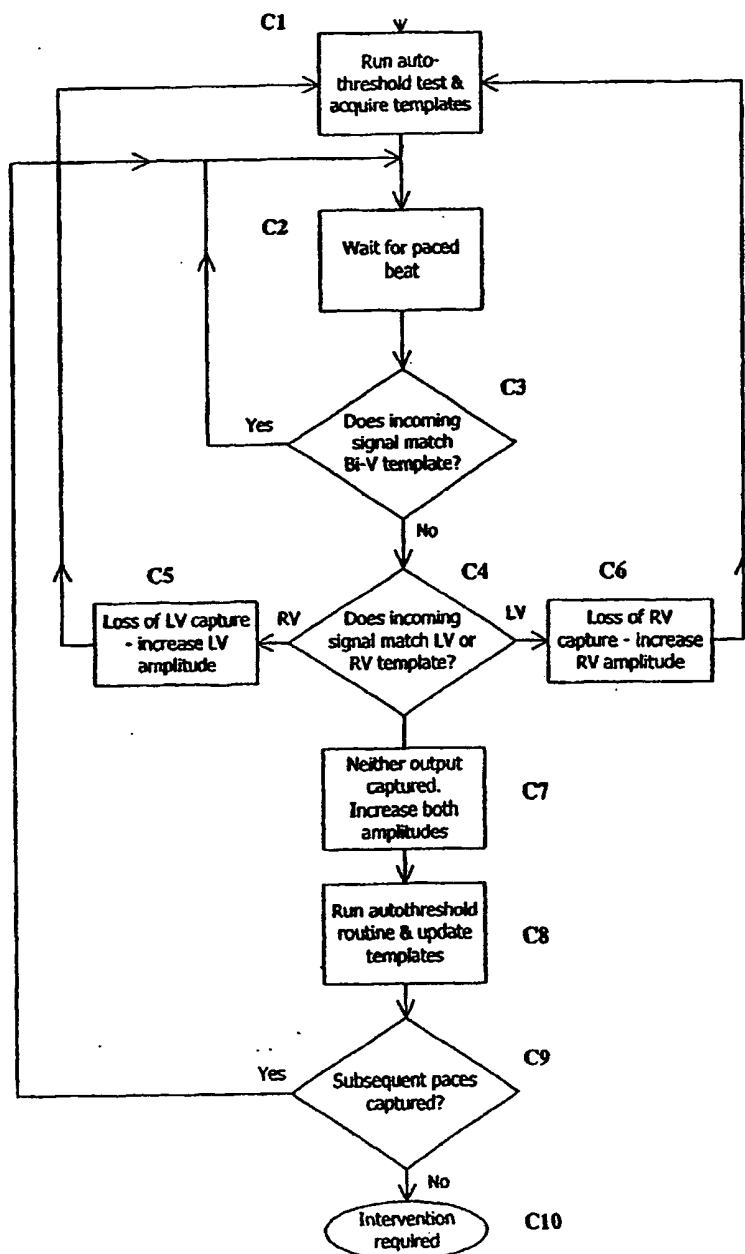 C1
Run auto-
threshold test &
acquire templates
C2
Wait for paced
beat
C3
Does incoming
signal match
Bi-V template?
Yes
No
C5
C4
C6
Loss of LV capture
- increase LV
amplitude
RV
Does incoming
signal match LV or
RV template?
LV
Loss of RV
capture - increase
RV amplitude
Neither output
captured.
Increase both
amplitudes
C7
Run autothreshold
routine & update
templates
C8
C9
Yes
Subsequent paces
captured?
No
Intervention
required
C10